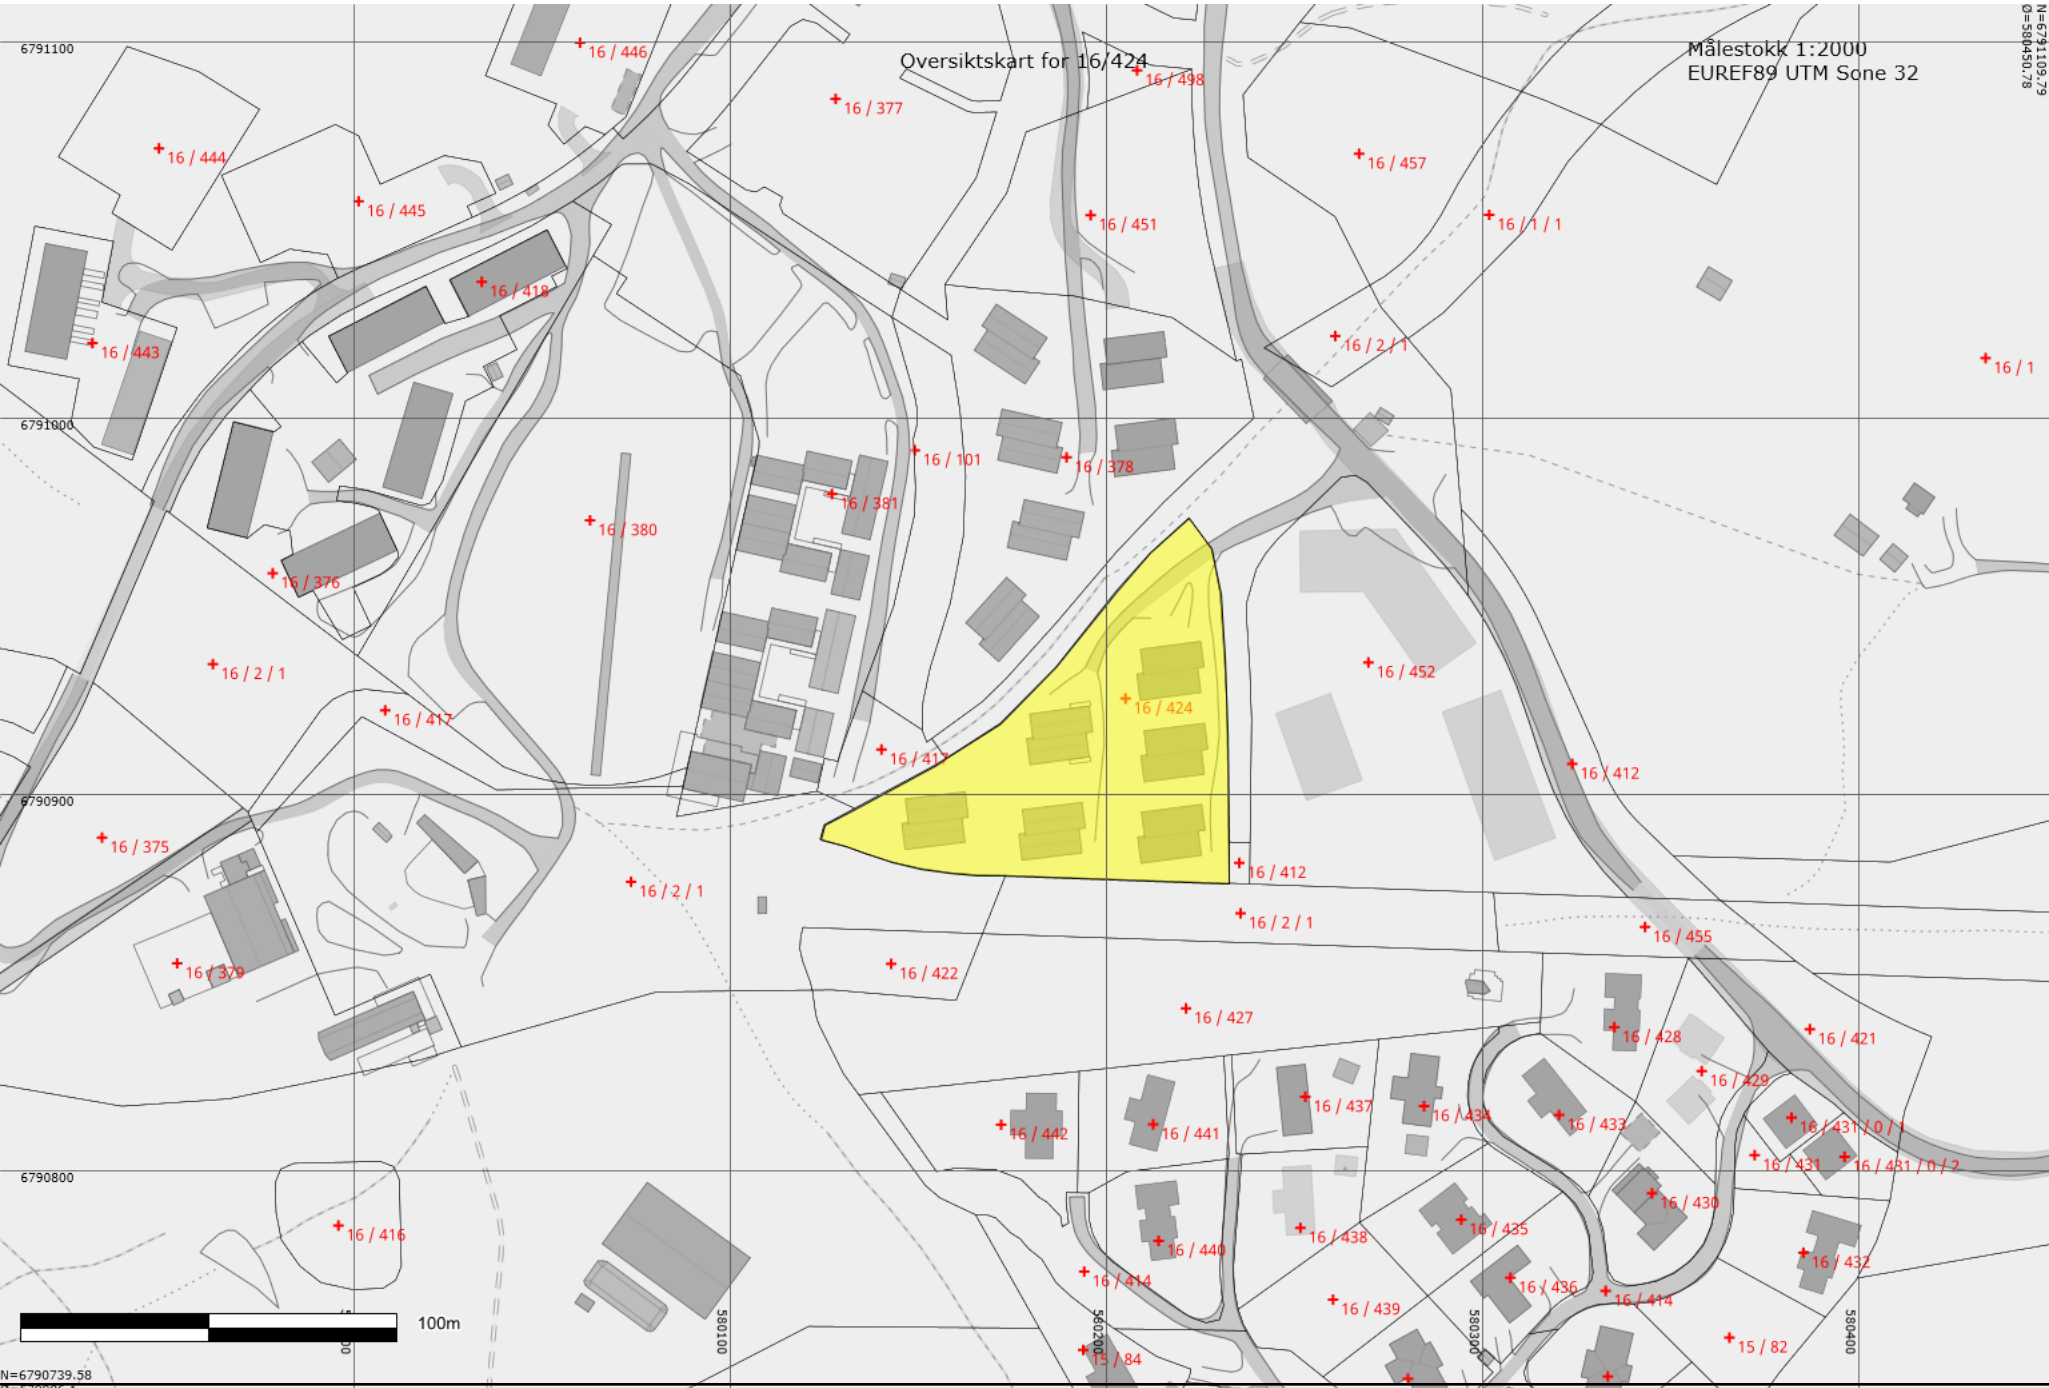 Oversiktskart for 16/424
Målestokk 1:2000
EUREF89 UTM Sone 32
N=6791109.79
Ø=580450.78
6791100
16 / 446
16 / 377
16 / 498
16 / 444
16 / 457
16 / 445
16 / 451
16 / 1 / 1
16 / 418
16 / 443
16 / 2 / 1
16 / 1
6791000
16 / 101
16 / 378
16 / 381
16 / 380
16 / 376
16 / 2 / 1
16 / 452
16 / 417
16 / 424
16 / 417
16 / 412
6790900
16 / 375
16 / 412
16 / 2 / 1
16 / 2 / 1
16 / 455
16 / 422
16 / 379
16 / 427
16 / 428
16 / 421
16 / 429
16 / 437
16 / 434
16 / 433
16 / 431 / 0 / 1
16 / 442
16 / 441
16 / 431
16 / 431 / 0 / 2
6790800
16 / 430
16 / 416
16 / 438
16 / 435
16 / 440
16 / 432
16 / 414
16 / 436
16 / 439
16 / 414
100m
580100
580200
580300
580400
15 / 82
15 / 84
N=6790739.58